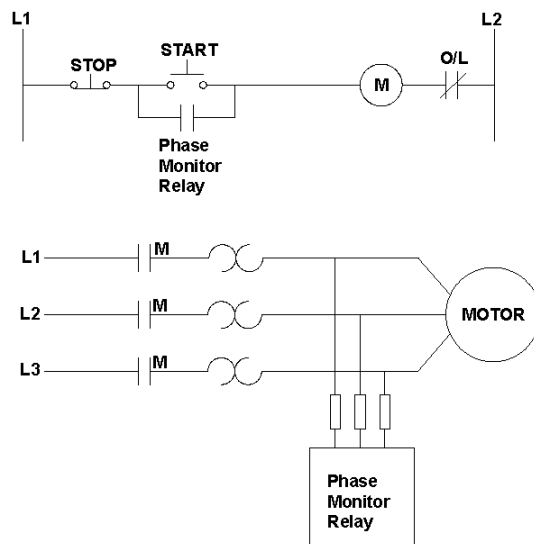 L1
L2
STOP
START
O/L
M
Phase
Monitor
Relay
L1
M
L2
M
MOTOR
L3
M
Phase
Monitor
Relay